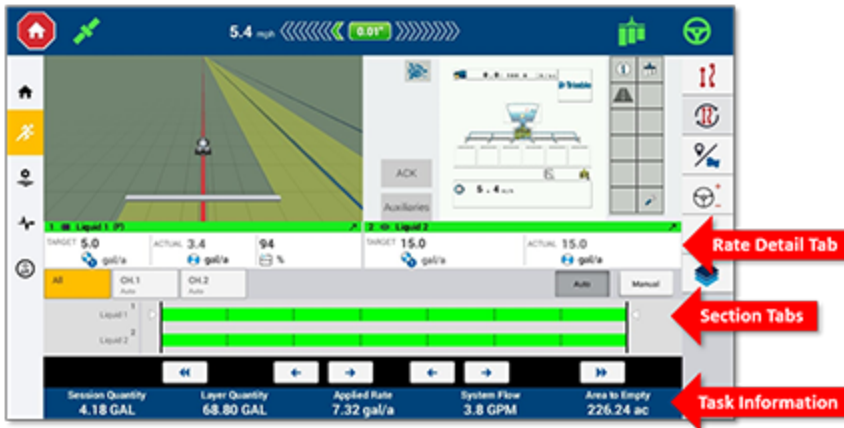 5.4 mph
0.01"
Trimble
ACK
Auxiliaries
5.4
1 Liquid 1 (P)
2 Liquid 2
TARGET 5.0 gal/a
ACTUAL 3.4 gal/a
94 %
TARGET 15.0 gal/a
ACTUAL 15.0 gal/a
Rate Detail Tab
All
CH.1 Auto
CH.2 Auto
Auto
Manual
Liquid 1 1
Liquid 2 2
Section Tabs
Session Quantity
4.18 GAL
Layer Quantity
68.80 GAL
Applied Rate
7.32 gal/a
System Flow
3.8 GPM
Area to Empty
226.24 ac
Task Information